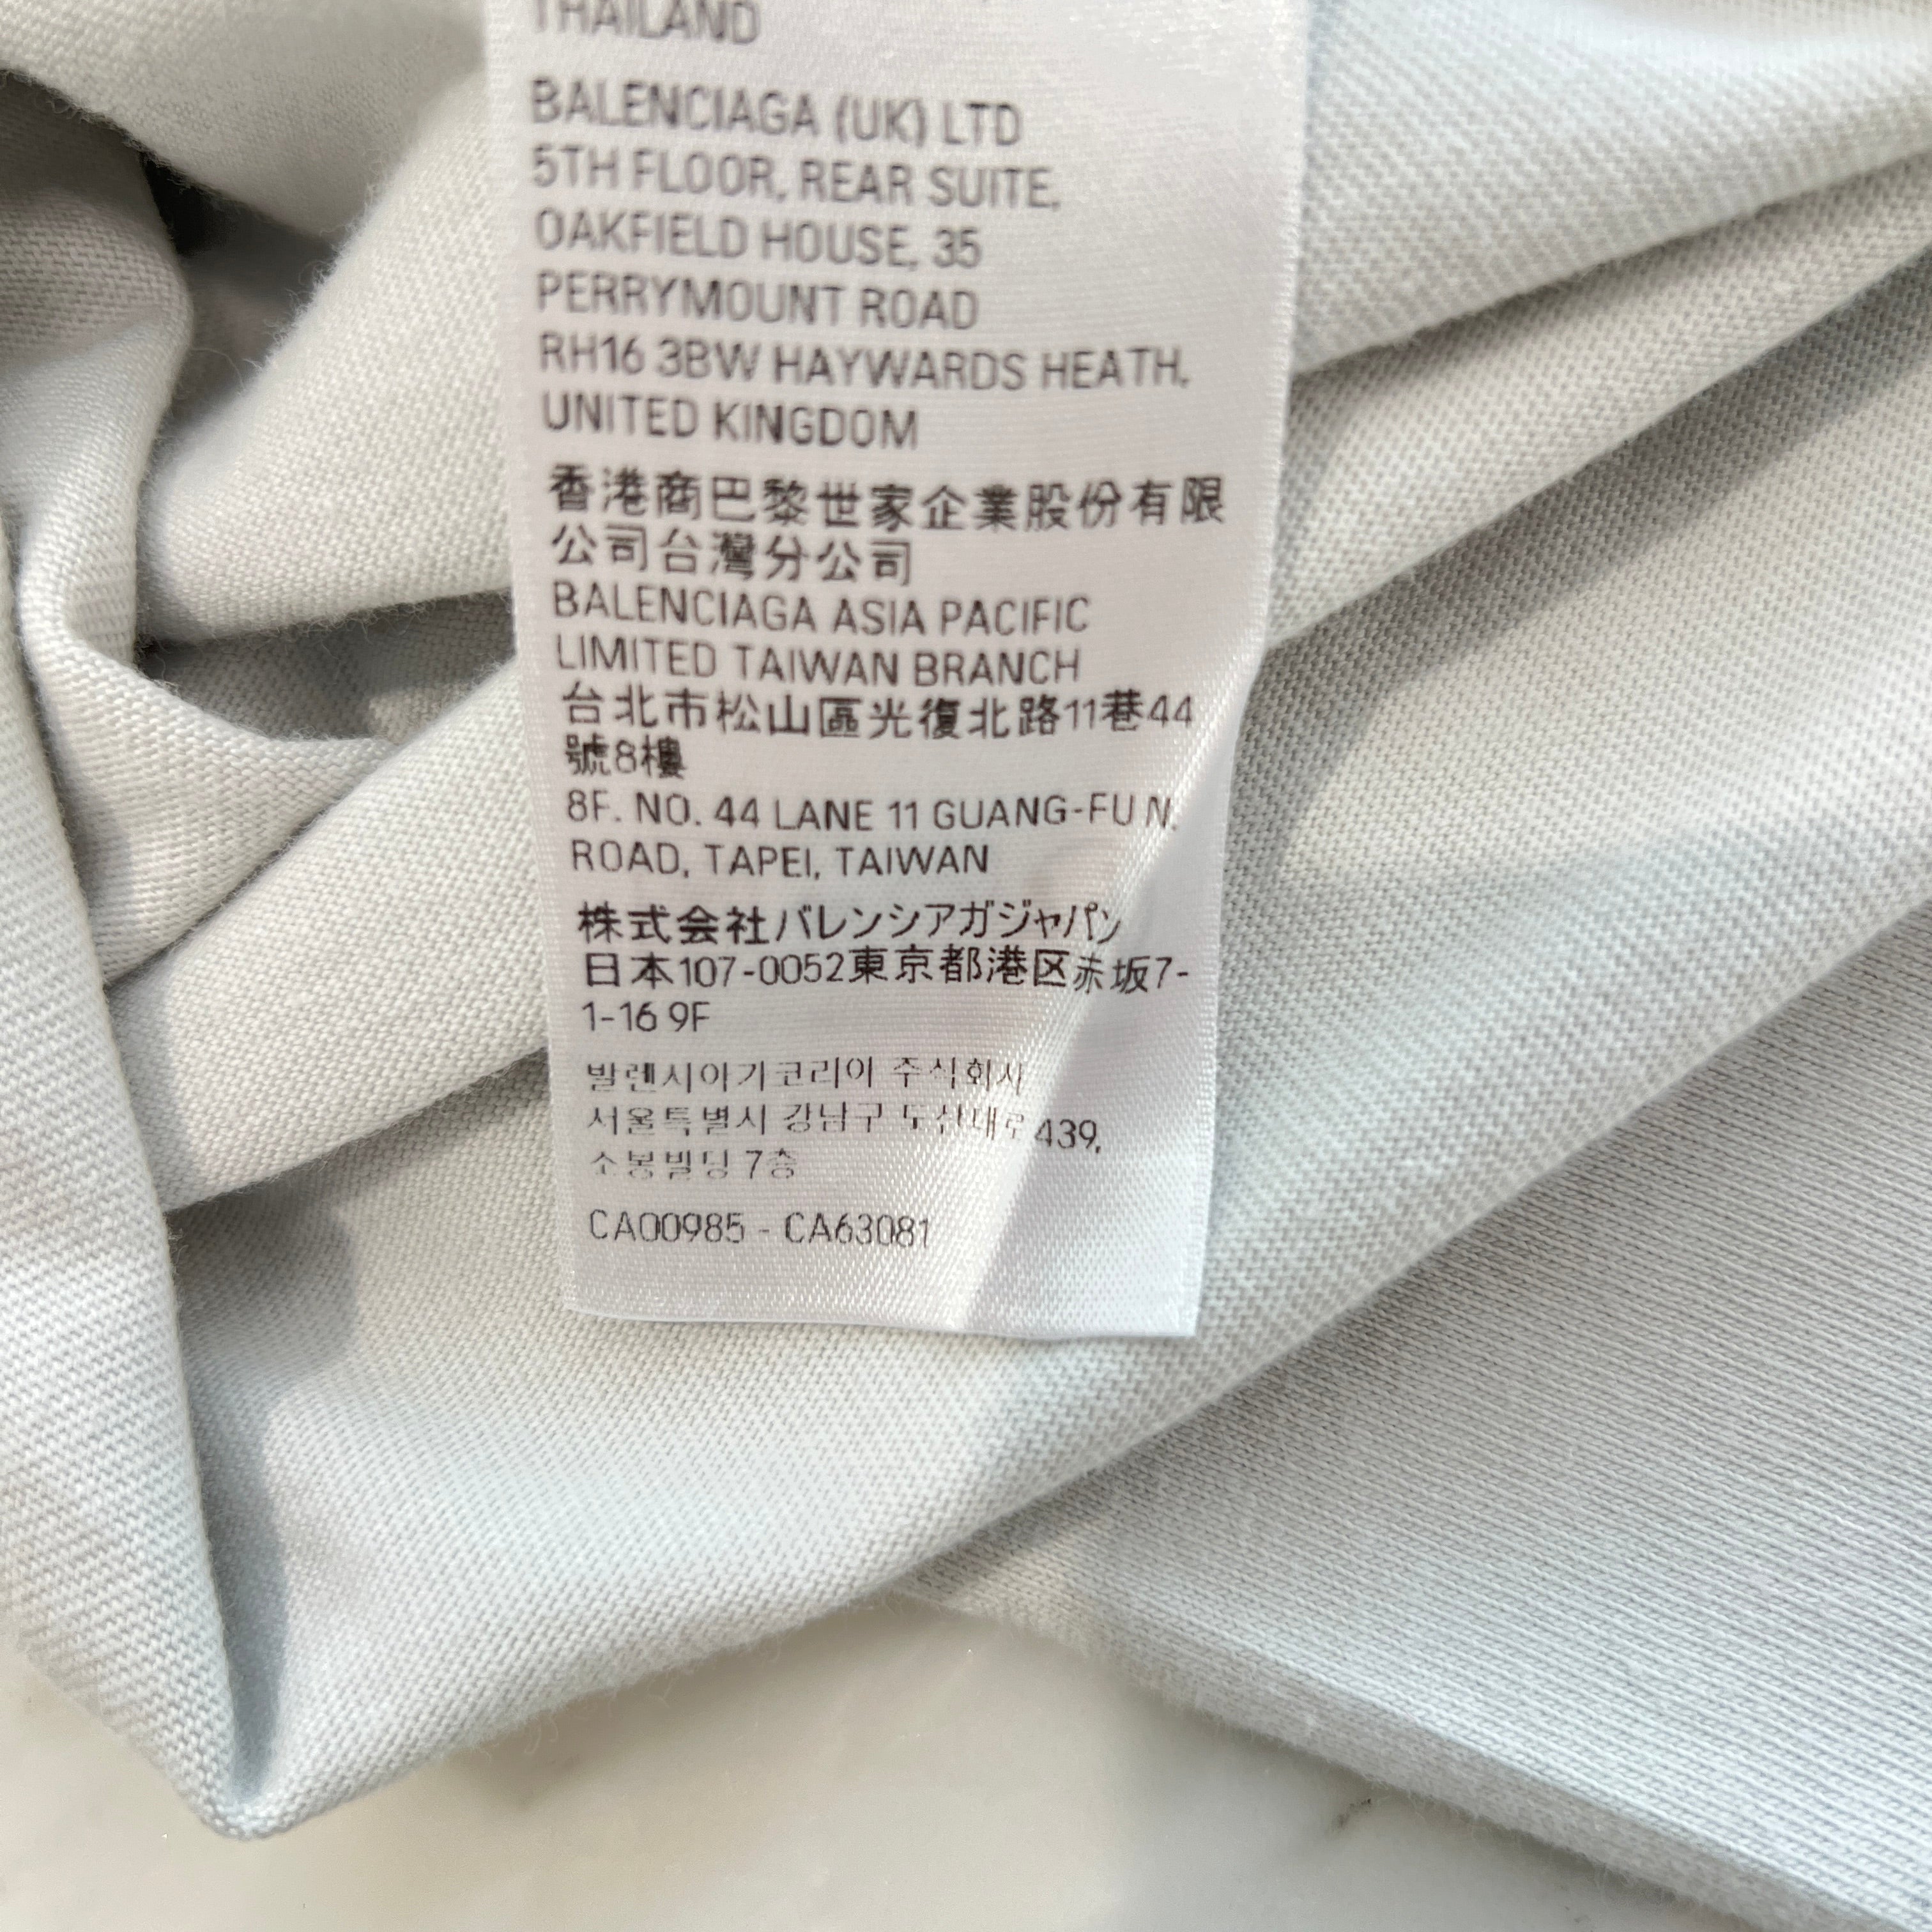 THAILAND
BALENCIAGA (UK) LTD
5TH FLOOR, REAR SUITE,
OAKFIELD HOUSE, 35
PERRYMOUNT ROAD
RH16 3BW HAYWARDS HEATH,
UNITED KINGDOM
香港商巴黎世家企業股份有限
公司台灣分公司
BALENCIAGA ASIA PACIFIC
LIMITED TAIWAN BRANCH
台北市松山區光復北路11巷44
號8樓
8F. NO. 44 LANE 11 GUANG-FU N.
ROAD, TAPEI, TAIWAN
株式会社バレンシアガジャパン
日本107-0052東京都港区赤坂7-
1-16 9F
발렌시아가코리아 주식회사
서울특별시 강남구 도산대로 439,
소봉빌딩 7층
CA00985 - CA63081